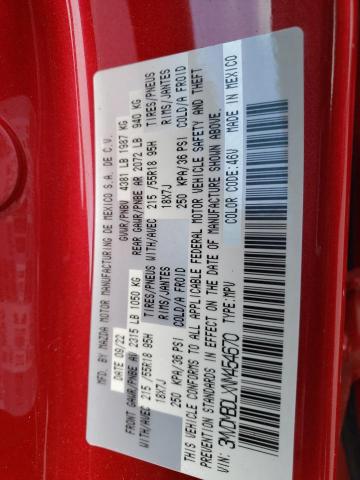 MFD. BY MAZDA MOTOR MANUFACTURING DE MEXICO S.A. DE C.V.
DATE 09/22 GVWR/PNBV 4381 LB 1987 KG
FRONT GAWR/PNBE AV 2315 LB 1050 KG REAR GAWR/PNBE AR 2072 LB 940 KG
WITH/AVEC 215 /55R18 95H TIRES/PNEUS WITH/AVEC 215 /55R18 95H TIRES/PNEUS
18X7J RIMS/JANTES 18X7J RIMS/JANTES
250 KPA/36 PSI COLD/A FROID 250 KPA/36 PSI COLD/A FROID
THIS VEHICLE CONFORMS TO ALL APPLICABLE FEDERAL MOTOR VEHICLE SAFETY AND THEFT
PREVENTION STANDARDS IN EFFECT ON THE DATE OF MANUFACTURE SHOWN ABOVE.
VIN: 3MVDMBDLXNM454670 TYPE:MPV COLOR CODE:46V MADE IN MEXICO